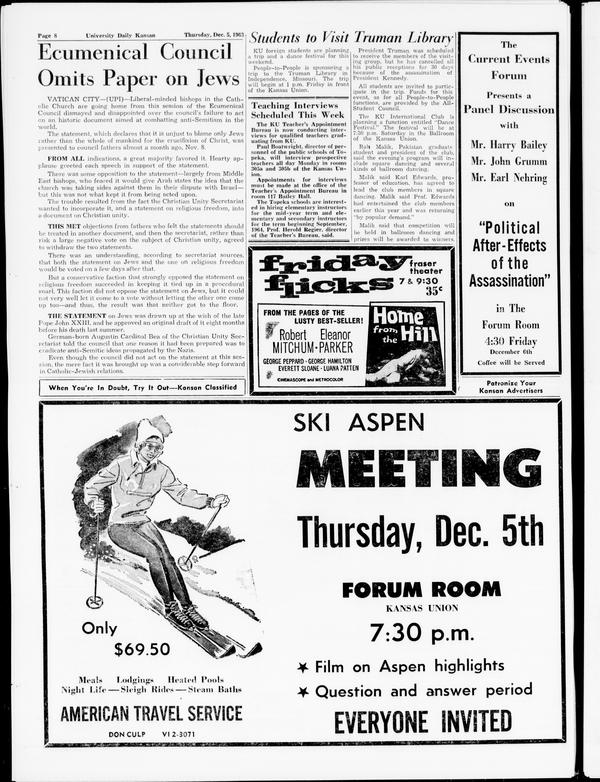 Page 8
University Daily Kansan
Thursday, Dec. 5, 1963
Ecumenical Council
Omits Paper on Jews
VATICAN CITY—(UPI)—Liberal-minded bishops in the Cath-
olic Church are going home from this session of the Ecumenical
Council dismayed and disappointed over the council's failure to act
on an historic document aimed at combatting anti-Semitism in the
world.
The statement, which declares that it is unjust to blame only Jews
rather than the whole of mankind for the crucifixion of Christ, was
presented to council fathers almost a month ago, Nov. 8.
FROM ALL indications, a great majority favored it. Hearty ap-
plause greeted each speech in support of the statement.
There was some opposition to the statement—largely from Middle
East bishops, who feared it would give Arab states the idea that the
church was taking sides against them in their dispute with Israel—
but this was not what kept it from being acted upon.
The trouble resulted from the fact the Christian Unity Secretariat
wanted to incorporate it, and a statement on religious freedom, into
a document on Christian unity.
THIS MET objections from fathers who felt the statements should
be treated in another document, and then the secretariat, rather than
risk a large negative vote on the subject of Christian unity, agreed
to withdraw the two statements.
There was an understanding, according to secretariat sources,
that both the statement on Jews and the one on religious freedom
would be voted on a few days after that.
But a conservative faction that strongly opposed the statement on
religious freedom succeeded in keeping it tied up in a procedural
snarl. This faction did not oppose the statement on Jews, but it could
not very well let it come to a vote without letting the other one come
up too—and thus, the result was that neither got to the floor.
THE STATEMENT on Jews was drawn up at the wish of the late
Pope John XXIII, and he approved an original draft of it eight months
before his death last summer.
German-born Augustin Cardinal Bea of the Christian Unity Sec-
retariat told the council that one reason it had been prepared was to
eradicate anti-Semitic ideas propagated by the Nazis.
Even though the council did not act on the statement at this ses-
sion, the mere fact it was brought up was a considerable step forward
in Catholic-Jewish relations.
When You're In Doubt, Try It Out—Kansan Classified
Students to Visit Truman Library
KU foreign students are planning
a trip and a dance festival for this
weekend.
People-to-People is sponsoring a
trip to the Truman Library in
Independence, Missouri. The trip
will begin at 1 p.m. Friday in front
of the Kansas Union.
President Truman was scheduled
to receive the members of the visit-
ing group, but he has cancelled all
his public receptions for 30 days
because of the assassination of
President Kennedy.
All students are invited to partic-
ipate in the trip. Funds for this
event, as for all People-to-People
functions, are provided by the All-
Student Council.
The KU International Club is
planning a function entitled "Dance
Festival." The festival will be at
7:30 p.m. Saturday in the Ballroom
of the Kansas Union.
Malik, Pakistan graduate
student and president of the club,
said the evening's program will in-
clude square dancing and several
kinds of ballroom dancing.
Malik said Karl Edwards, pro-
fessor of education, has agreed to
lead the club members in square
dancing. Malik said Prof. Edwards
had entertained the club members
earlier this year and was returning
"by popular demand."
Malik said that competition will
be held in ballroom dancing and
prizes will be awarded to winners.
Teaching Interviews
Scheduled This Week
The KU Teacher's Appointment
Bureau is now conducting inter-
views for qualified teachers grad-
uating from KU.
Paul Boatwright, director of per-
sonnel of the public schools of To-
peka, will interview prospective
teachers all day Monday in rooms
305a and 305b of the Kansas Un-
ion.
Appointments for interviews
must be made at the office of the
Teacher's Appointment Bureau in
room 117 Bailey Hall.
The Topeka schools are interest-
ed in hiring elementary instructors
for the mid-year term and ele-
mentary and secondary instructors
for the term beginning September,
1964, Prof. Herold Regier, director
of the Teacher's Bureau, said.
friday
flicks
fraser
theater
7 & 9:30
35¢
FROM THE PAGES OF THE
LUSTY BEST-SELLER!
Robert Eleanor
MITCHUM·PARKER
GEORGE PEPPARD·GEORGE HAMILTON
EVERETT SLOANE·LUANA PATTEN
CINEMASCOPE and METROCOLOR
Home
from
the
Hill
The
Current Events
Forum
Presents a
Panel Discussion
with
Mr. Harry Bailey
Mr. John Grumm
Mr. Earl Nehring
on
"Political
After-Effects
of the
Assassination"
in The
Forum Room
4:30 Friday
December 6th
Coffee will be Served
Patronize Your
Kansan Advertisers
SKI ASPEN
MEETING
Thursday, Dec. 5th
FORUM ROOM
KANSAS UNION
7:30 p.m.
★ Film on Aspen highlights
★ Question and answer period
EVERYONE INVITED
Only
$69.50
Meals Lodgings Heated Pools
Night Life—Sleigh Rides—Steam Baths
AMERICAN TRAVEL SERVICE
DON CULP VI 2-3071